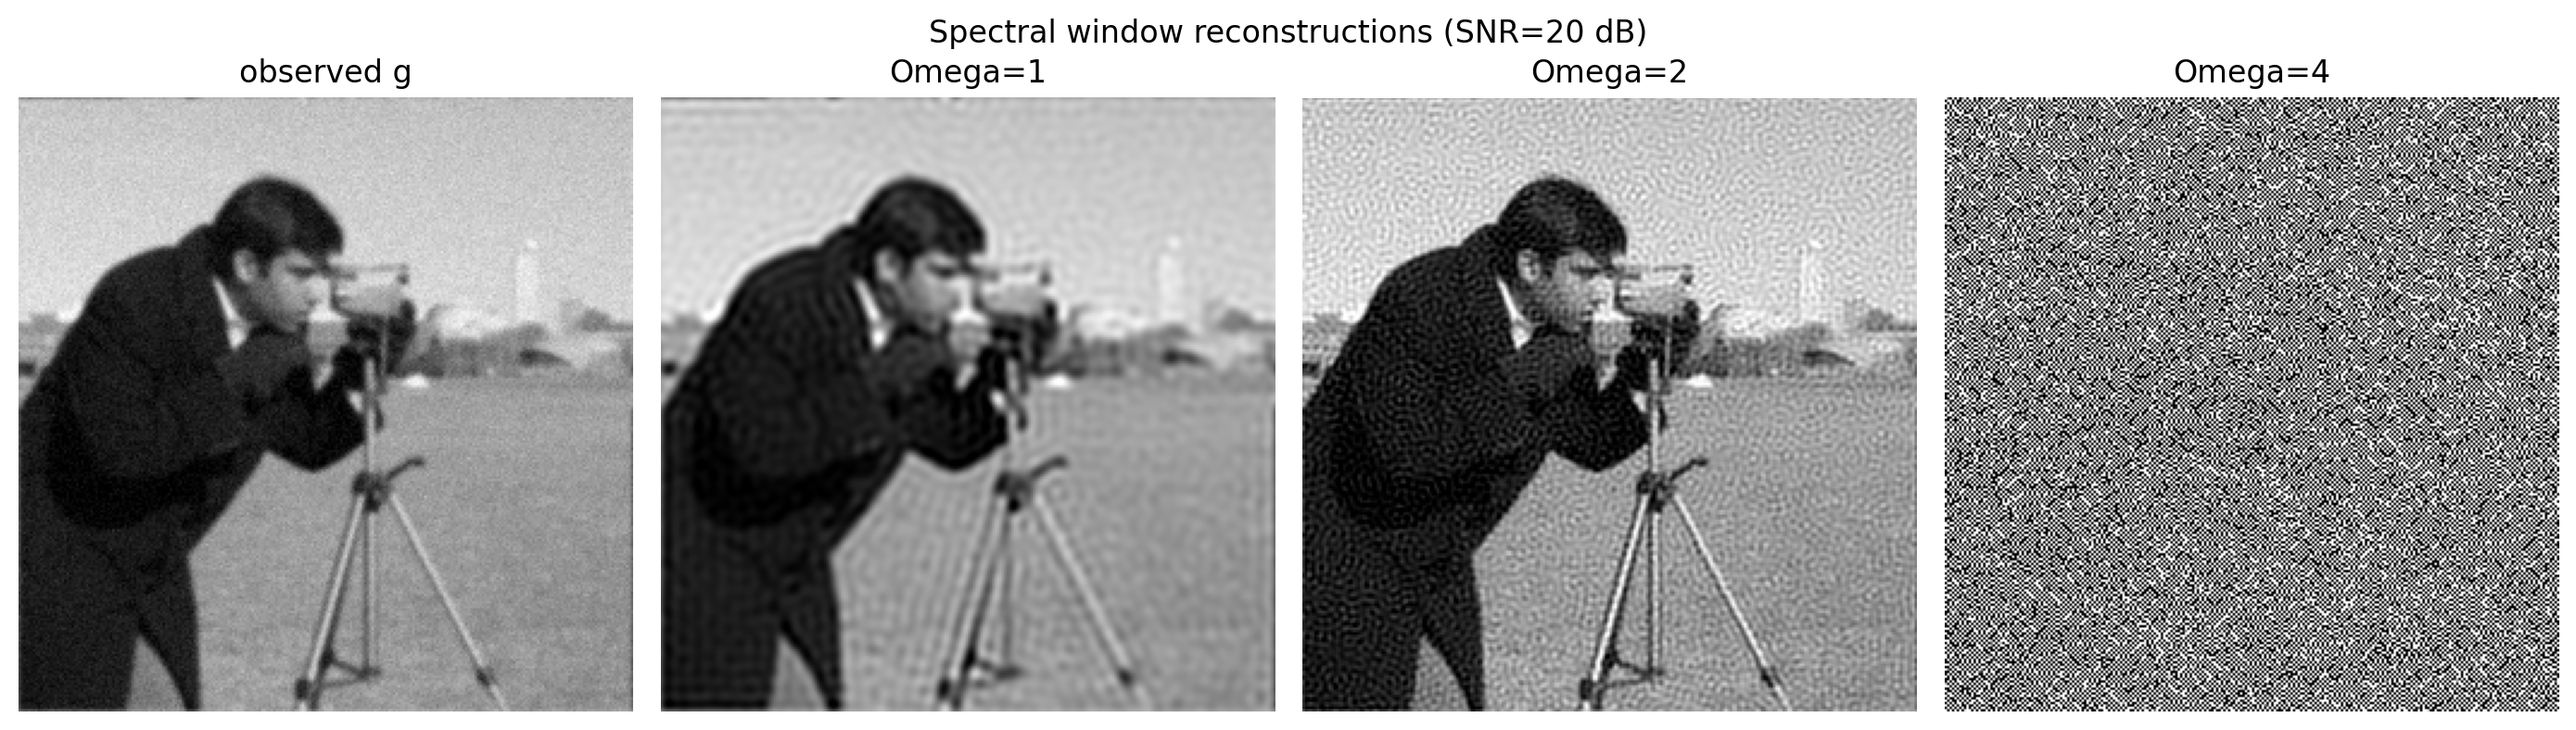 Spectral window reconstructions (SNR=20 dB)
observed g
Omega=1
Omega=2
Omega=4